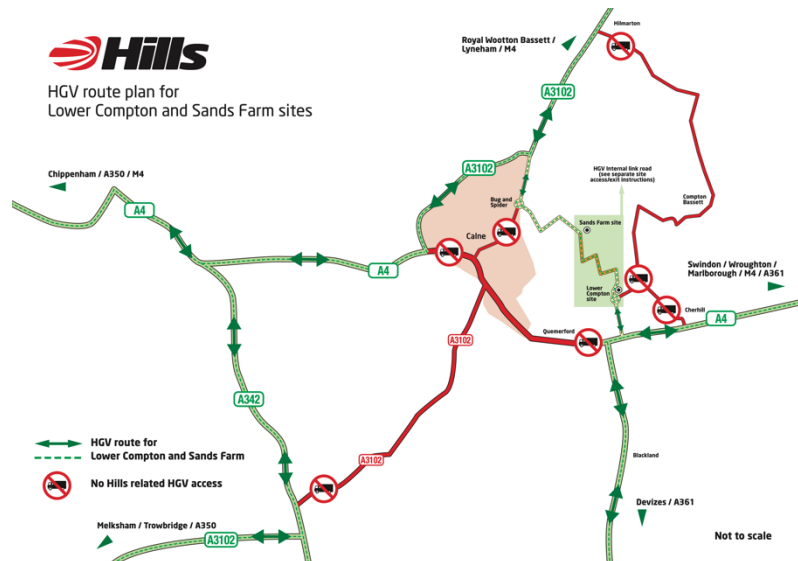 Hills
HGV route plan for
Lower Compton and Sands Farm sites
Royal Wootton Bassett /
Lyneham / M4
Hilmarton
A3102
A3102
Chippenham / A350 / M4
A4
HGV Internal link road
(see separate site
access/exit instructions)
Bug and
Spider
Compton
Bassett
Sands Farm site
Calne
A4
Swindon / Wroughton /
Marlborough / M4 / A361
Lower
Compton
site
Cherhill
A4
Quemerford
A3102
A342
HGV route for
Lower Compton and Sands Farm
A3102
Blackland
No Hills related HGV access
Devizes / A361
Melksham / Trowbridge / A350
A3102
Not to scale